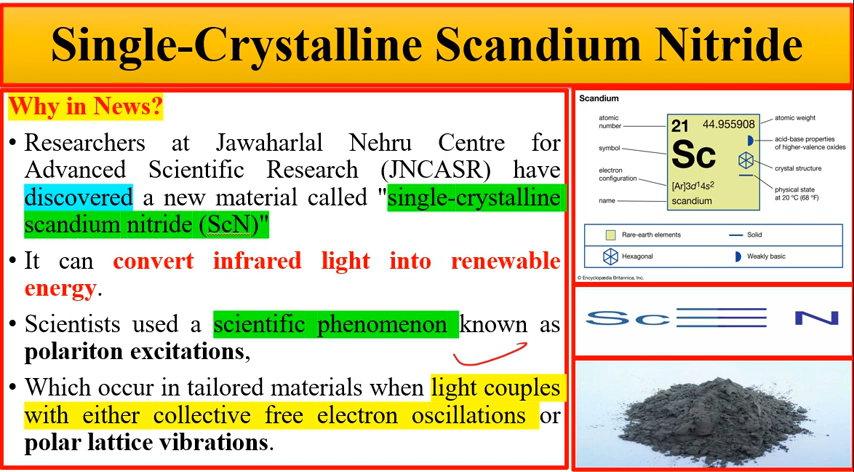 Single-Crystalline Scandium Nitride
Why in News?
• Researchers at Jawaharlal Nehru Centre for
Advanced Scientific Research (JNCASR) have
discovered a new material called "single-crystalline
scandium nitride (ScN)"
• It can convert infrared light into renewable
energy.
• Scientists used a scientific phenomenon known as
polariton excitations,
• Which occur in tailored materials when light couples
with either collective free electron oscillations or
polar lattice vibrations.
Scandium
atomic
number
symbol
electron
configuration
name
21 44.955908
Sc
[Ar]3d¹4s²
scandium
atomic weight
acid-base properties
of higher-valence oxides
crystal structure
physical state
at 20 °C (68 °F)
Rare-earth elements
Solid
Hexagonal
Weakly basic
© Encyclopædia Britannica, Inc.
Sc≡N